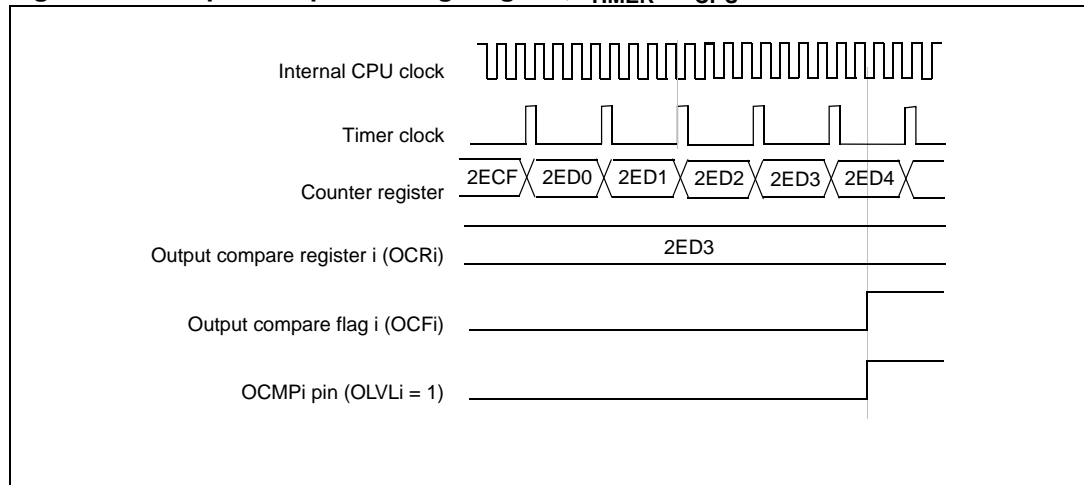 Internal CPU clock
Timer clock
Counter register
2ECF 2ED0 2ED1 2ED2 2ED3 2ED4
Output compare register i (OCRi)
2ED3
Output compare flag i (OCFi)
OCMPi pin (OLVLi = 1)